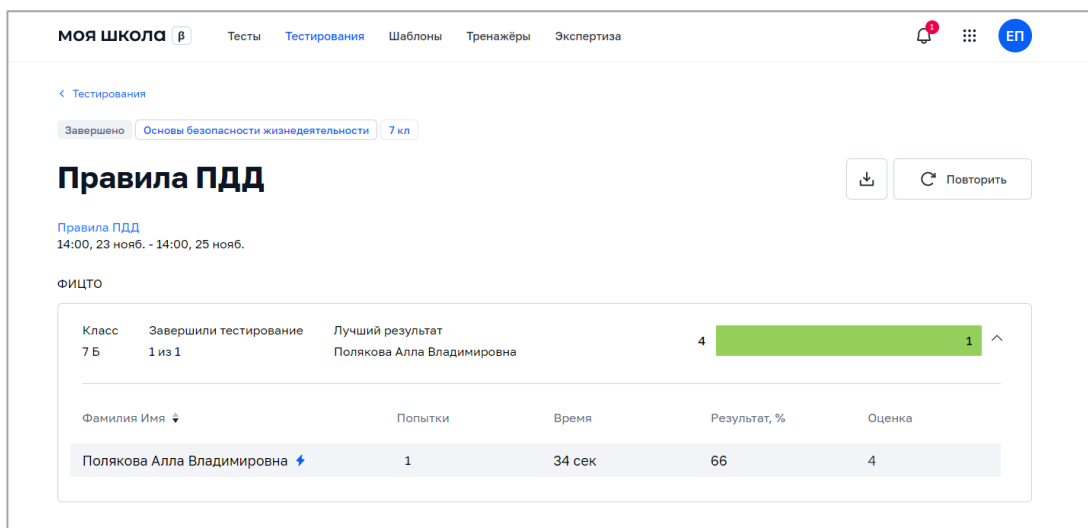 моя школа β Тесты Тестирования Шаблоны Тренажёры Экспертиза 1 ЕП
Тестирования
Завершено Основы безопасности жизнедеятельности 7 кл
Правила ПДД
Повторить
Правила ПДД
14:00, 23 нояб. - 14:00, 25 нояб.
ФИЦТО
Класс Завершили тестирование Лучший результат
7 Б 1 из 1 Полякова Алла Владимировна
4 1
Фамилия Имя Попытки Время Результат, % Оценка
Полякова Алла Владимировна 1 34 сек 66 4